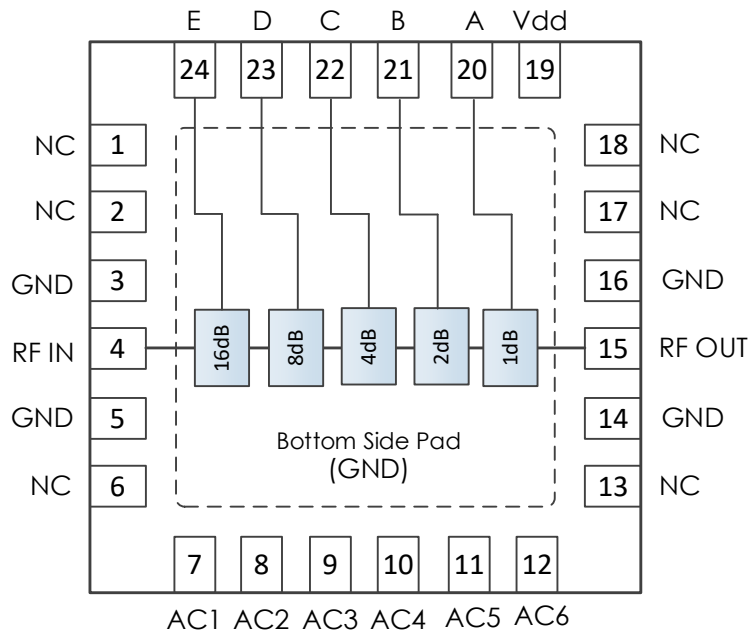 E D C B A Vdd
24 23 22 21 20 19
NC 1 18 NC
NC 2 17 NC
GND 3 16 GND
RF IN 4 16dB 8dB 4dB 2dB 1dB 15 RF OUT
GND 5 14 GND
Bottom Side Pad
(GND)
NC 6 13 NC
7 8 9 10 11 12
AC1 AC2 AC3 AC4 AC5 AC6